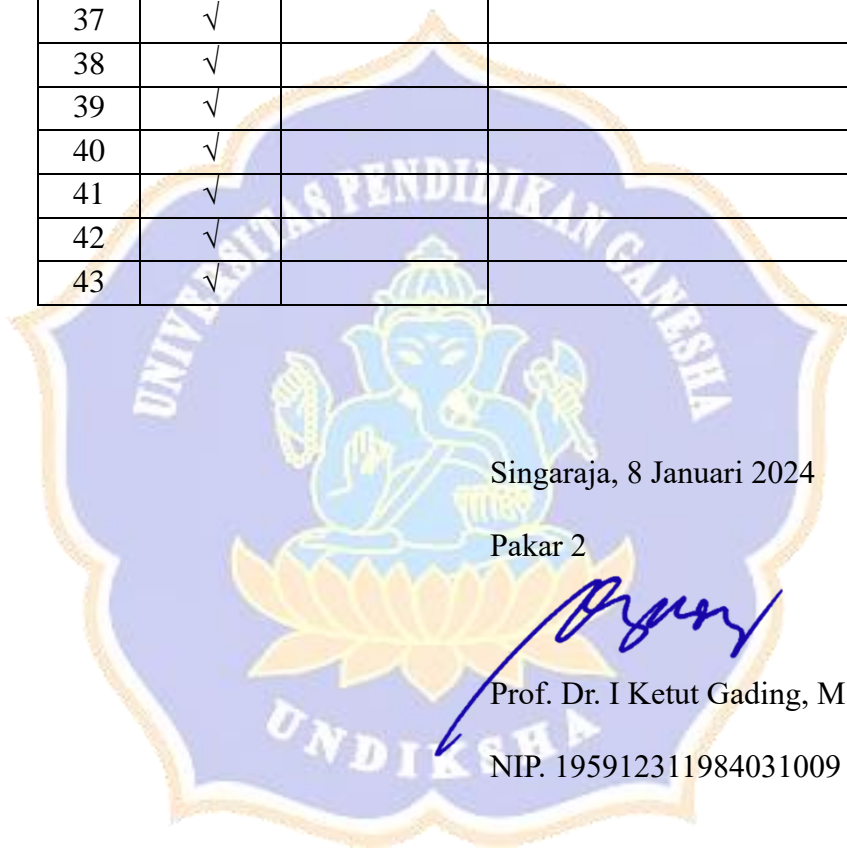 37 √
38 √
39 √
40 √
41 √
42 √
43 √
UNIVERSITAS PENDIDIKAN GANESHA
Singaraja, 8 Januari 2024
Pakar 2
Prof. Dr. I Ketut Gading, M
NIP. 195912311984031009
UNDIKSHA